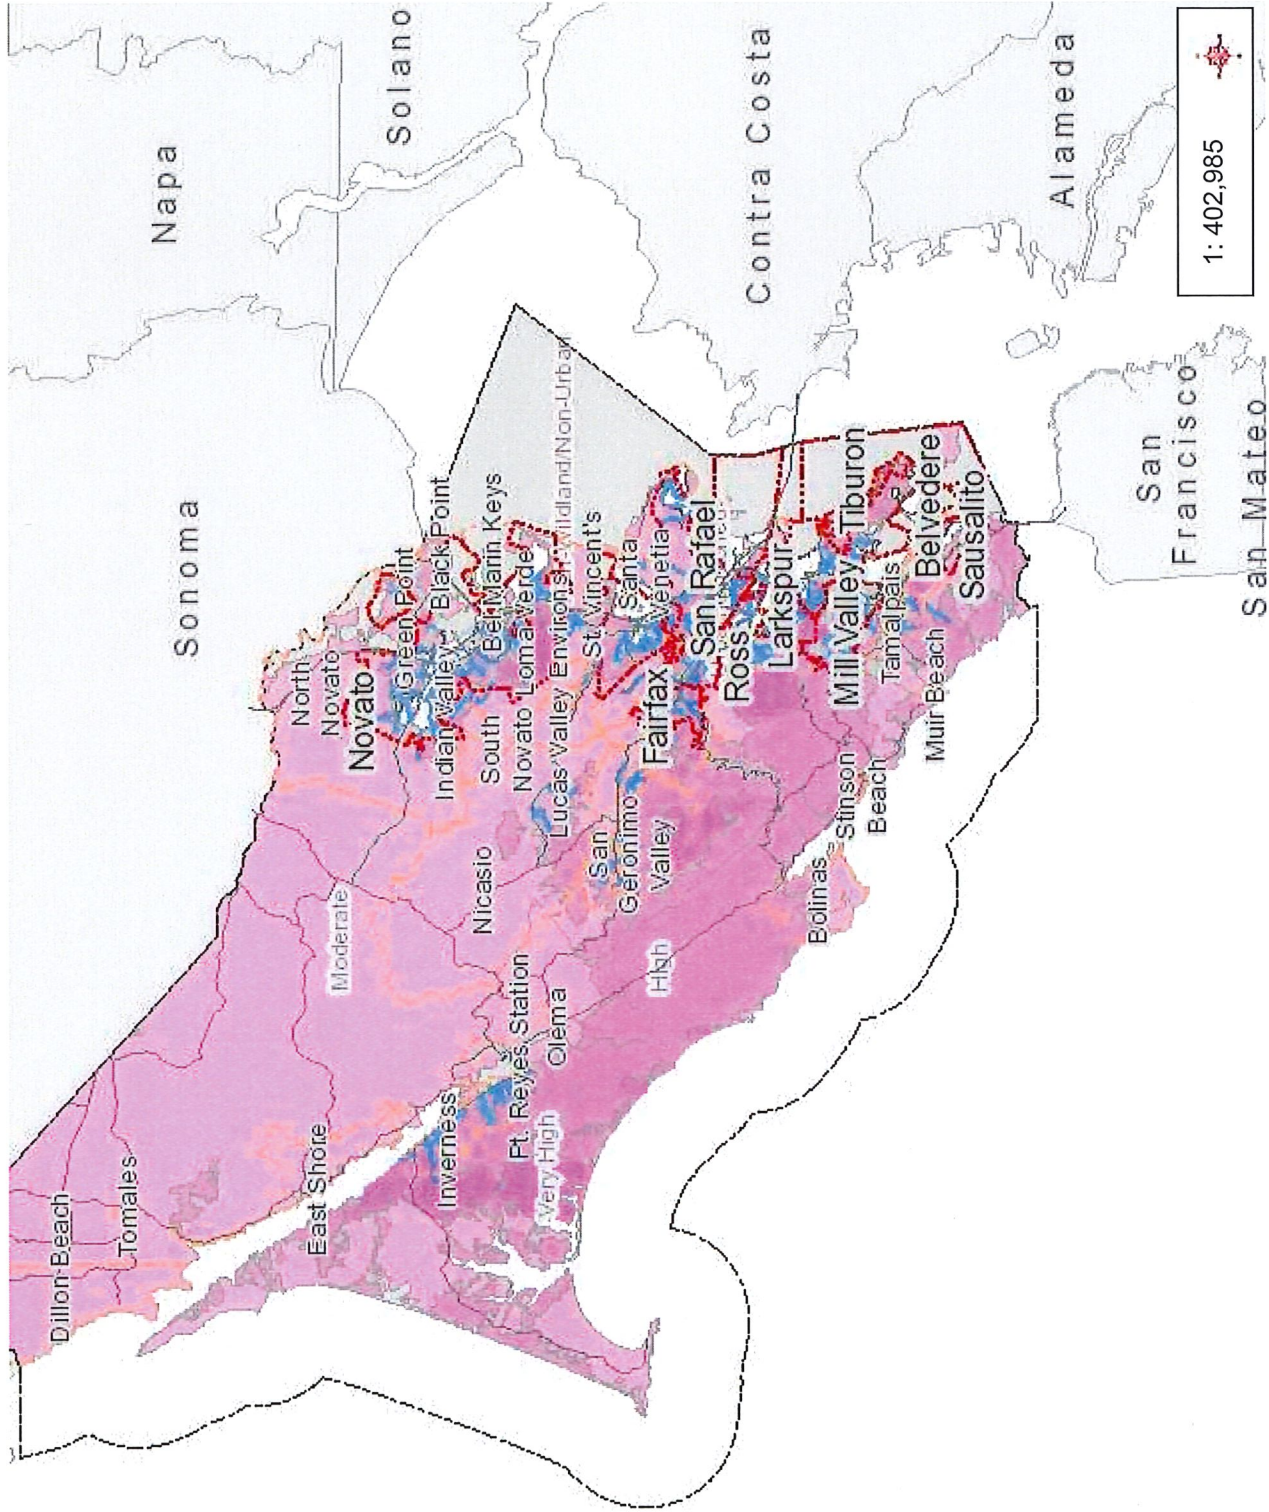 Napa
Solano
Sonoma
Contra Costa
Alameda
San
Francisco
San Mateo
1: 402,985
Dillon Beach
Tomales
East Shore
Inverness
Pt. Reyes Station
Olema
Very High
High
Moderate
Nicasio
San
Geronimo
Valley
Bolinas
Stinson
Beach
Muir Beach
Tamalpais
North
Novato
Novato
Green Point
Black Point
Indian Valley
Bel Marin Keys
South
Novato
Loma Verde
Lucas Valley Environs
Wildland/Non-Urban
St. Vincent's
Santa
Venetia
Fairfax
San Rafael
Ross
Larkspur
Mill Valley
Tiburon
Belvedere
Sausalito